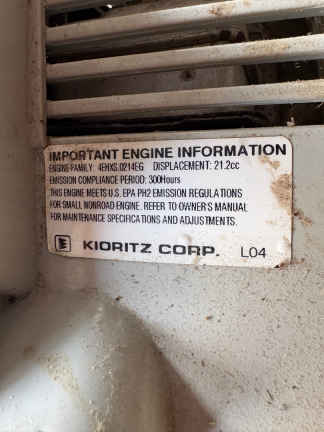 IMPORTANT ENGINE INFORMATION
ENGINE FAMILY: 4EHXS.0214EG DISPLACEMENT: 21.2cc
EMISSION COMPLIANCE PERIOD: 300Hours
THIS ENGINE MEETS U.S. EPA PH2 EMISSION REGULATIONS
FOR SMALL NONROAD ENGINE. REFER TO OWNER'S MANUAL
FOR MAINTENANCE SPECIFICATIONS AND ADJUSTMENTS.
KIORITZ CORP. L04